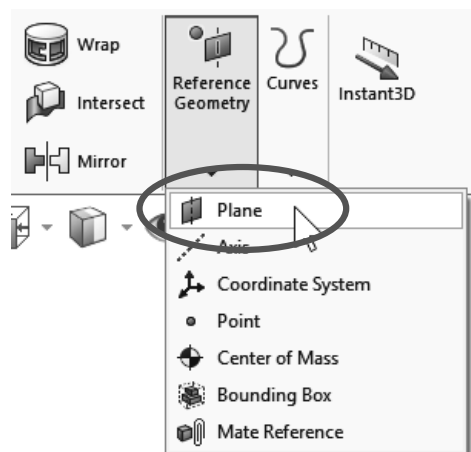 Wrap
Intersect
Mirror
Reference
Geometry
Curves
Instant3D
Plane
Axis
Coordinate System
Point
Center of Mass
Bounding Box
Mate Reference